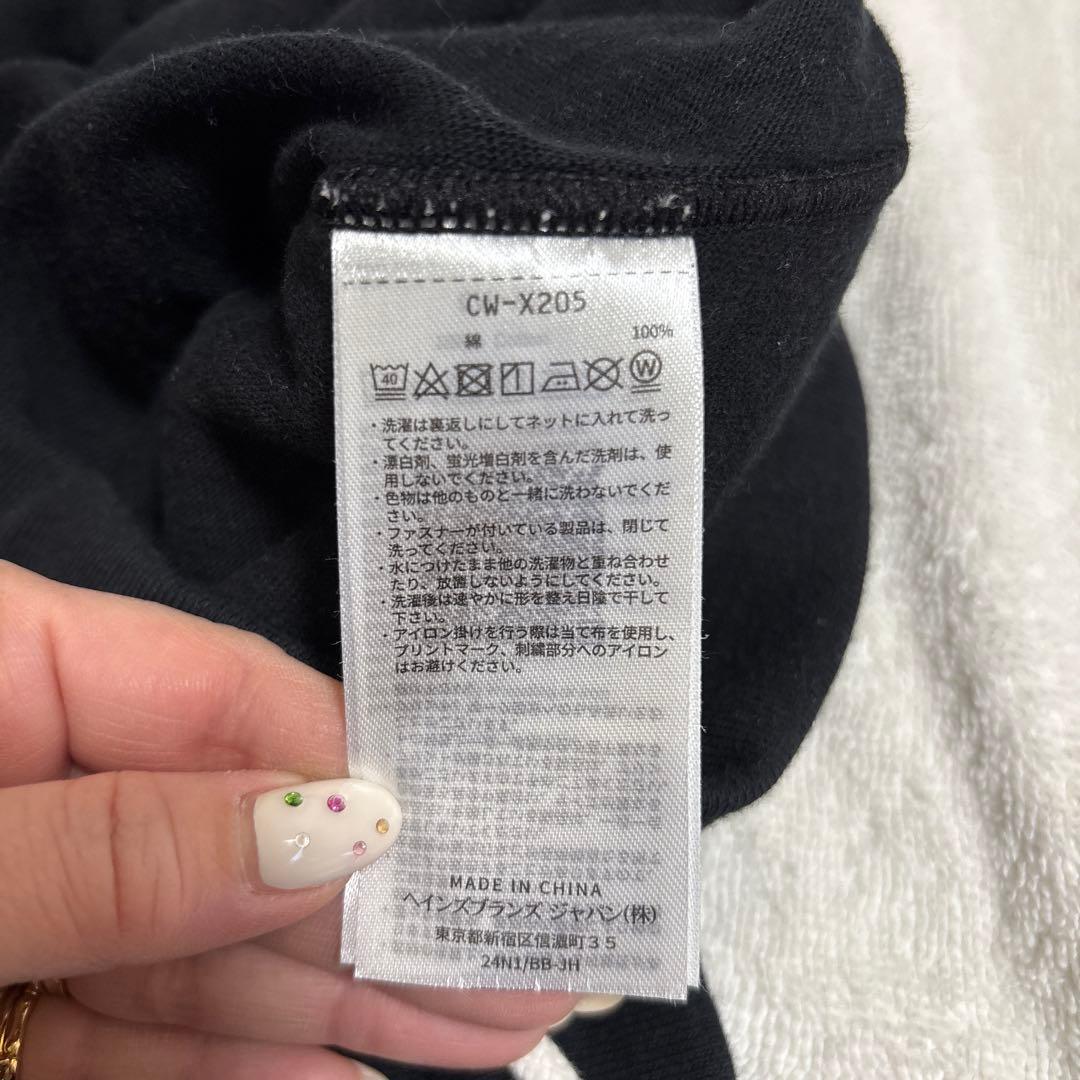 CW-X205
綿 100%
40 W
・洗濯は裏返しにしてネットに入れて洗っ
てください。
・漂白剤、蛍光増白剤を含んだ洗剤は、使
用しないでください。
・色物は他のものと一緒に洗わないでくだ
さい。
・ファスナーが付いている製品は、閉じて
洗ってください。
・水につけたまま他の洗濯物と重ね合わせ
たり、放置しないようにしてください。
・洗濯後は速やかに形を整え日陰で干して
下さい。
・アイロン掛けを行う際は当て布を使用し、
プリントマーク、刺繍部分へのアイロン
はお避けください。
MADE IN CHINA
ヘインズブランズ ジャパン(株)
東京都新宿区信濃町35
24N1/BB-JH